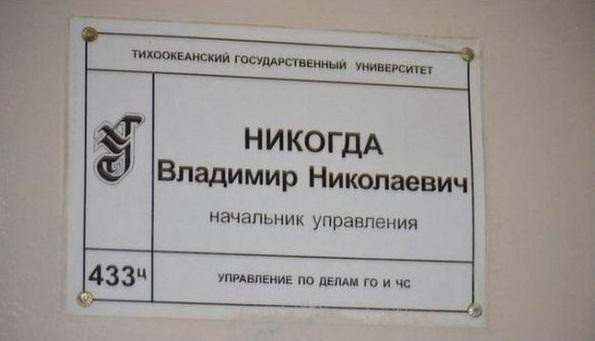 ТИХООКЕАНСКИЙ ГОСУДАРСТВЕННЫЙ УНИВЕРСИТЕТ
НИКОГДА
Владимир Николаевич
начальник управления
433ц
УПРАВЛЕНИЕ ПО ДЕЛАМ ГО И ЧС